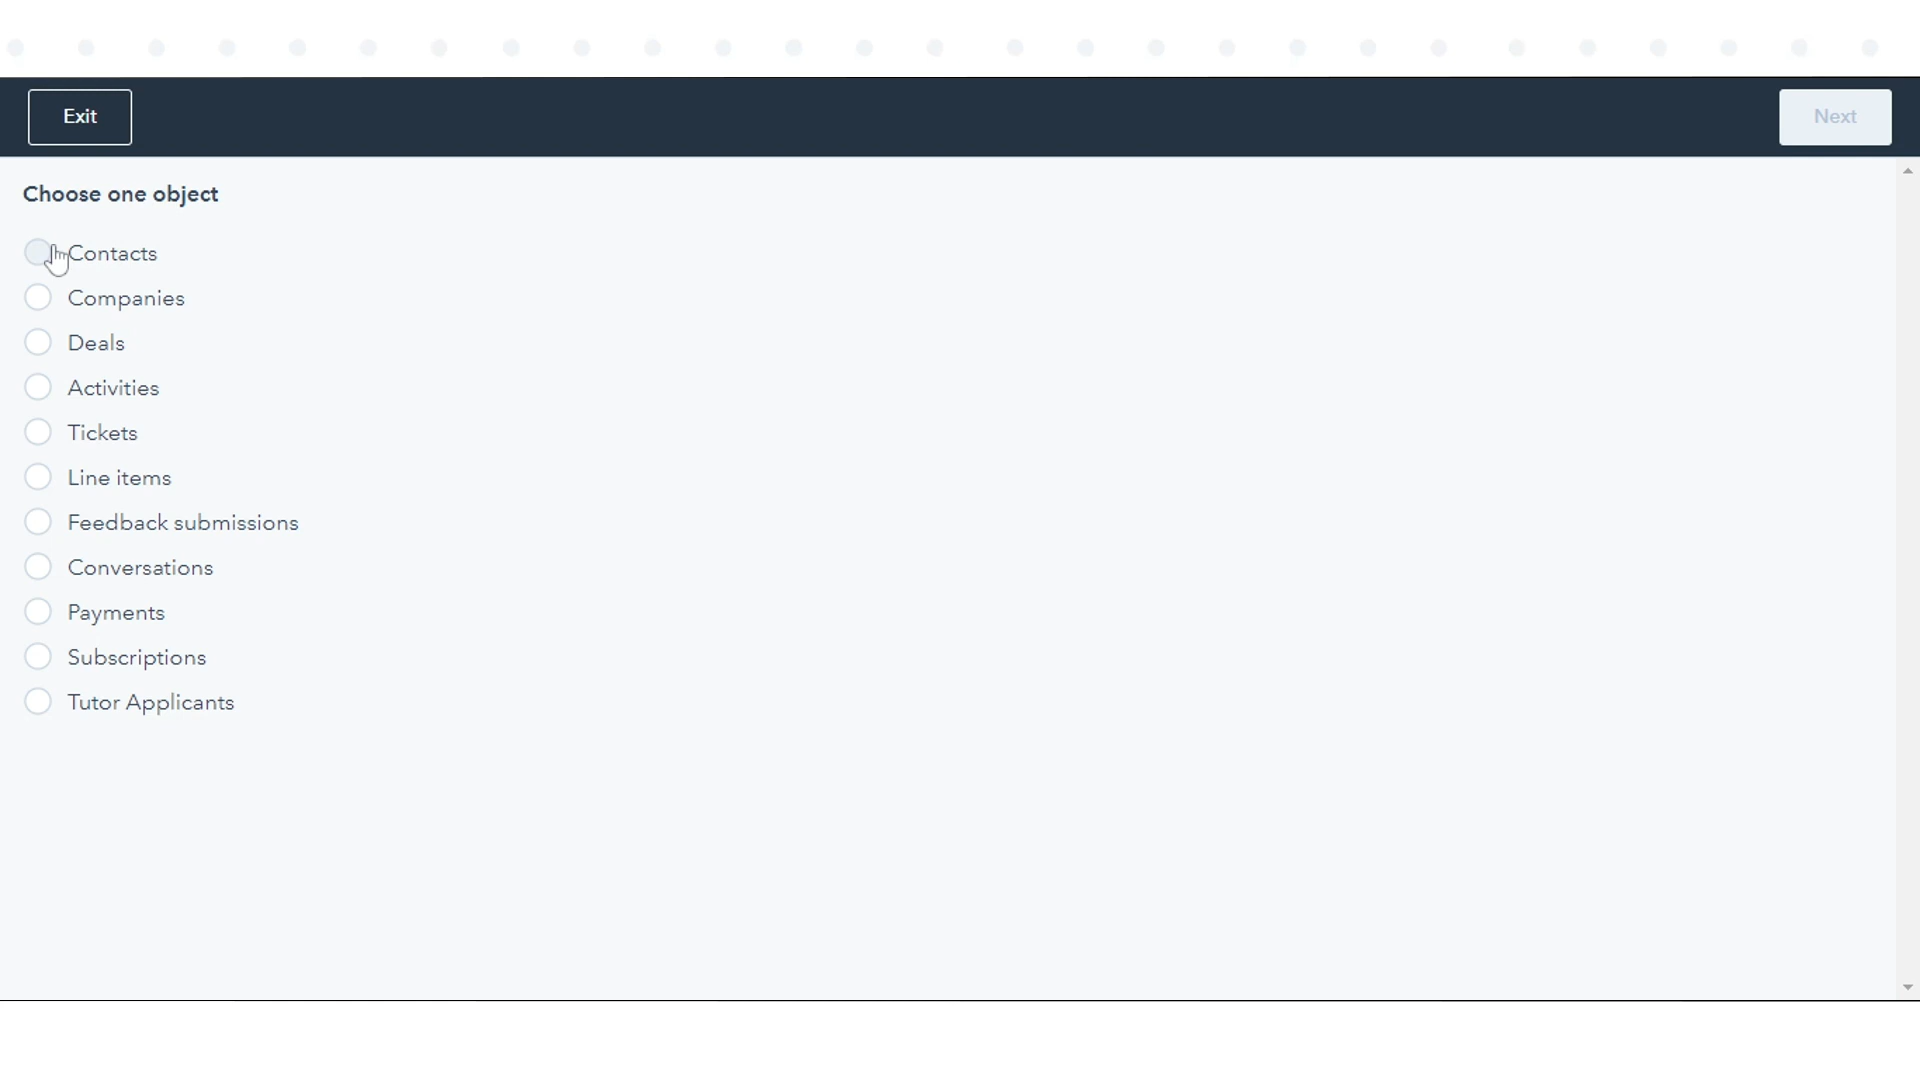 Exit
Next
Choose one object
Contacts
Companies
Deals
Activities
Tickets
Line items
Feedback submissions
Conversations
Payments
Subscriptions
Tutor Applicants